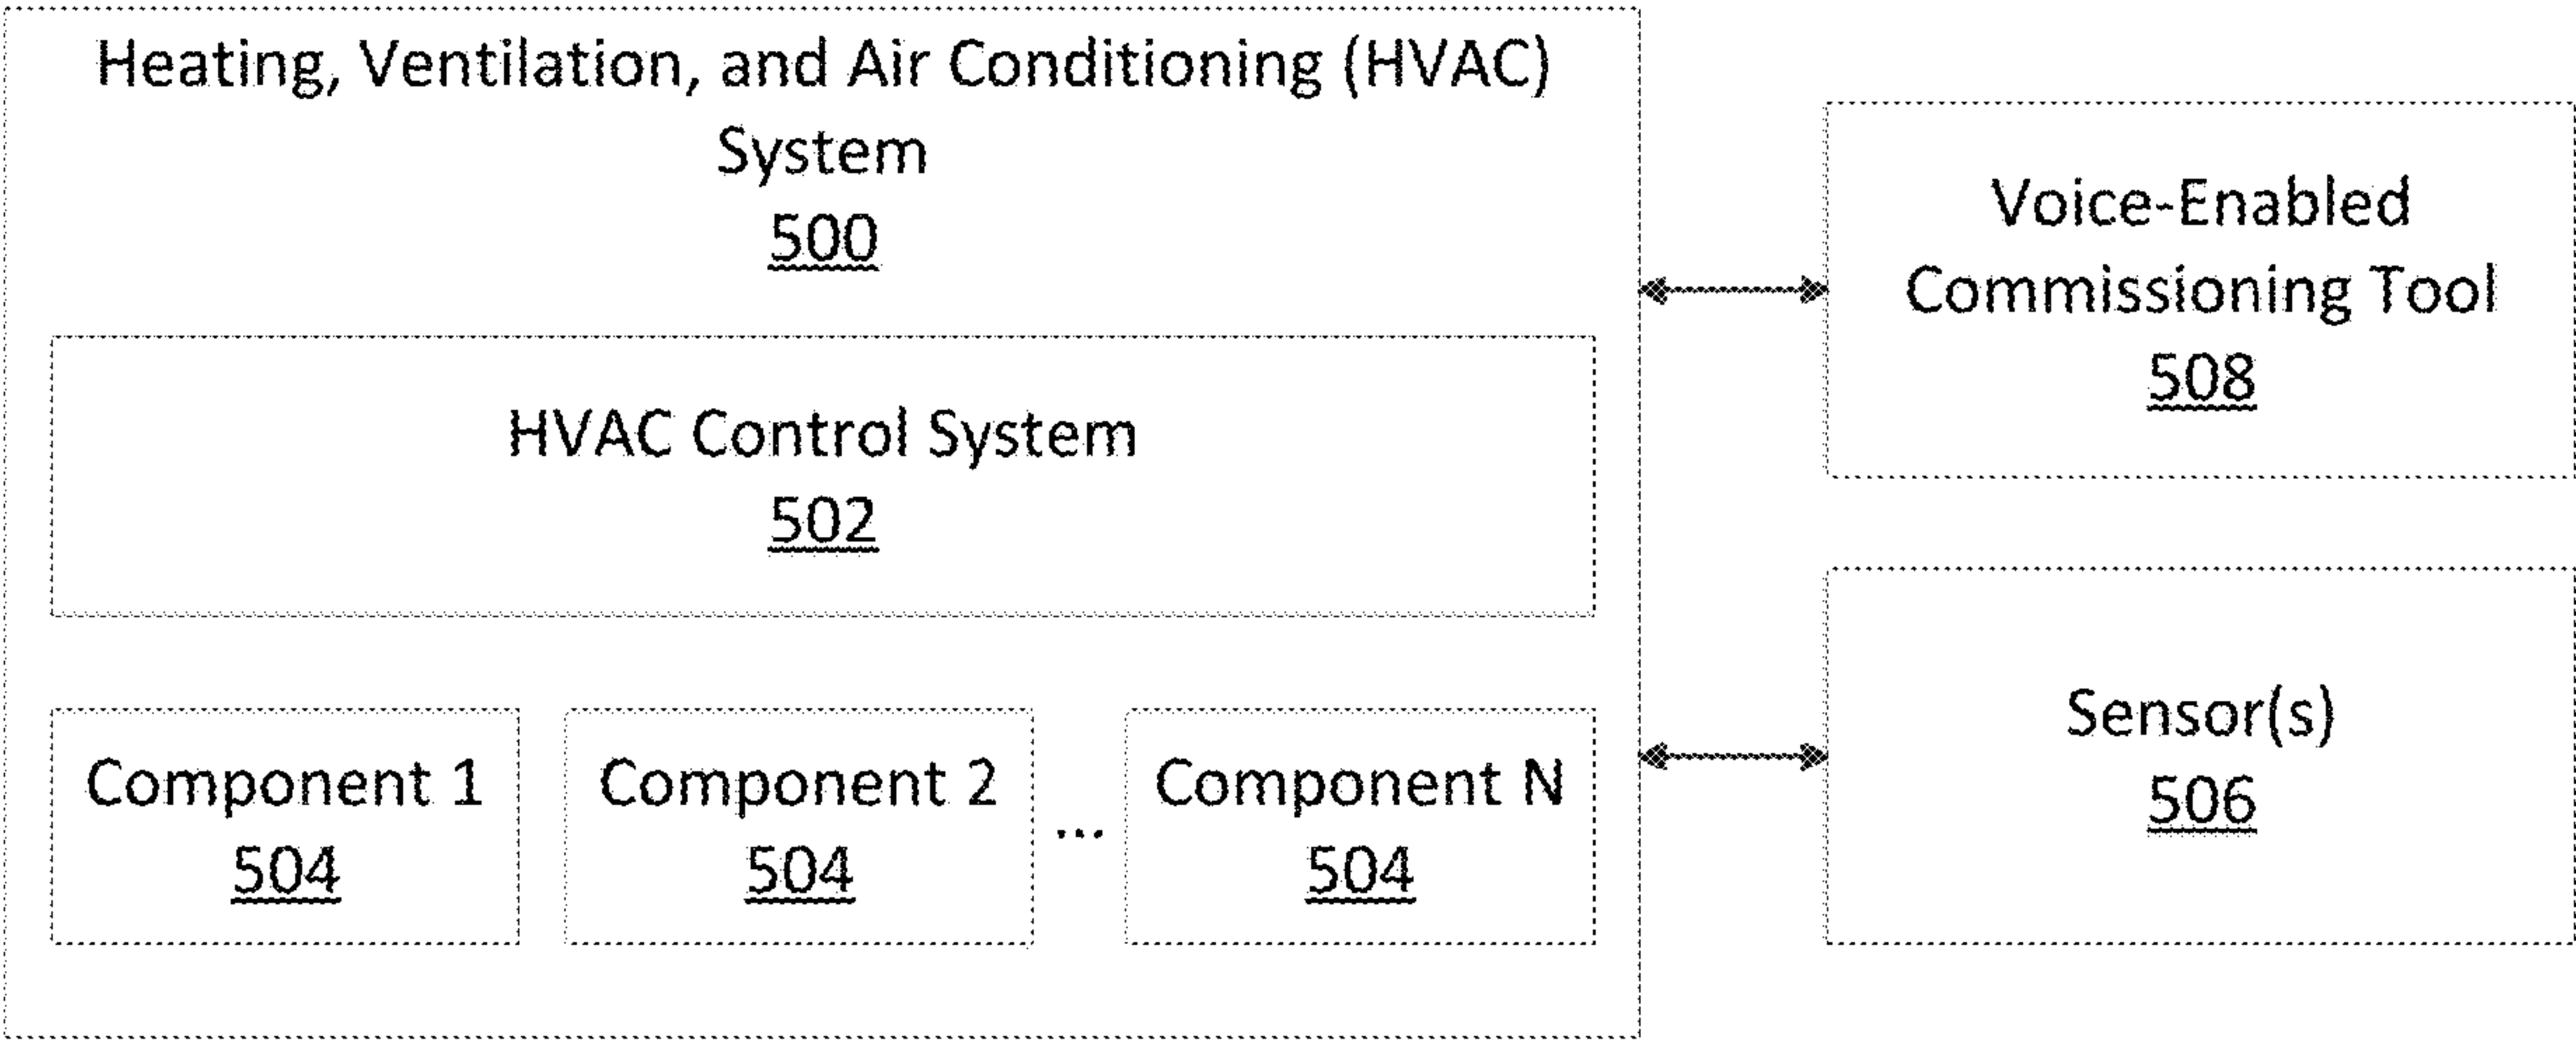 Heating, Ventilation, and Air Conditioning (HVAC)
System
500
HVAC Control System
502
Component 1
504
Component 2
504
...
Component N
504
Voice-Enabled
Commissioning Tool
508
Sensor(s)
506